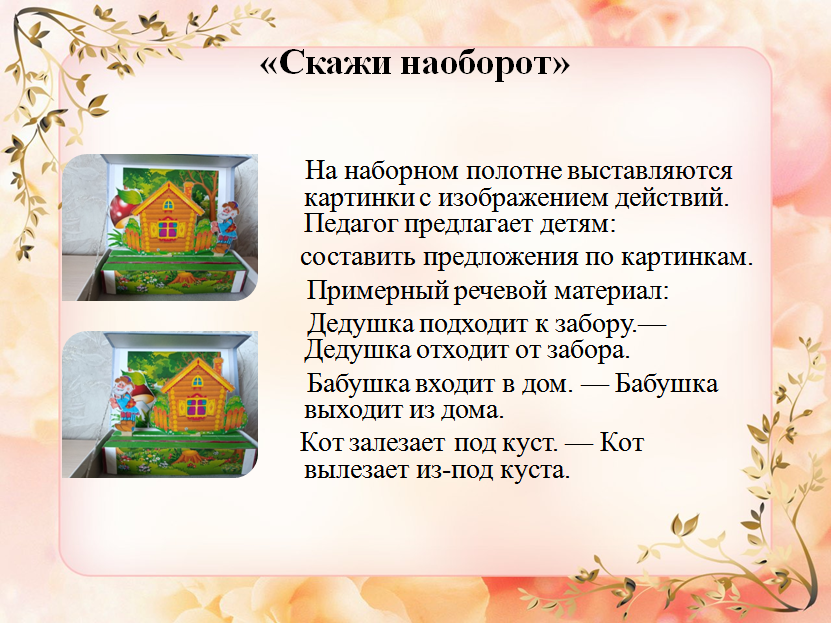 «Скажи наоборот»
На наборном полотне выставляются
картинки с изображением действий.
Педагог предлагает детям:
составить предложения по картинкам.
Примерный речевой материал:
Дедушка подходит к забору.—
Дедушка отходит от забора.
Бабушка входит в дом. — Бабушка
выходит из дома.
Кот залезает под куст. — Кот
вылезает из-под куста.